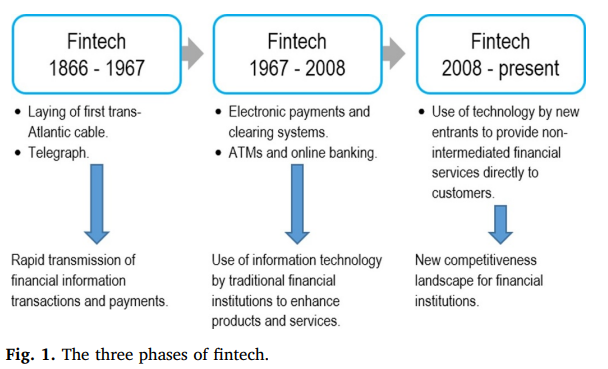 Fintech
1866 - 1967
Fintech
1967 - 2008
Fintech
2008 - present
• Laying of first trans-
Atlantic cable.
• Telegraph.
• Electronic payments and
clearing systems.
• ATMs and online banking.
• Use of technology by new
entrants to provide non-
intermediated financial
services directly to
customers.
Rapid transmission of
financial information
transactions and payments.
Use of information technology
by traditional financial
institutions to enhance
products and services.
New competitiveness
landscape for financial
institutions.
Fig. 1. The three phases of fintech.